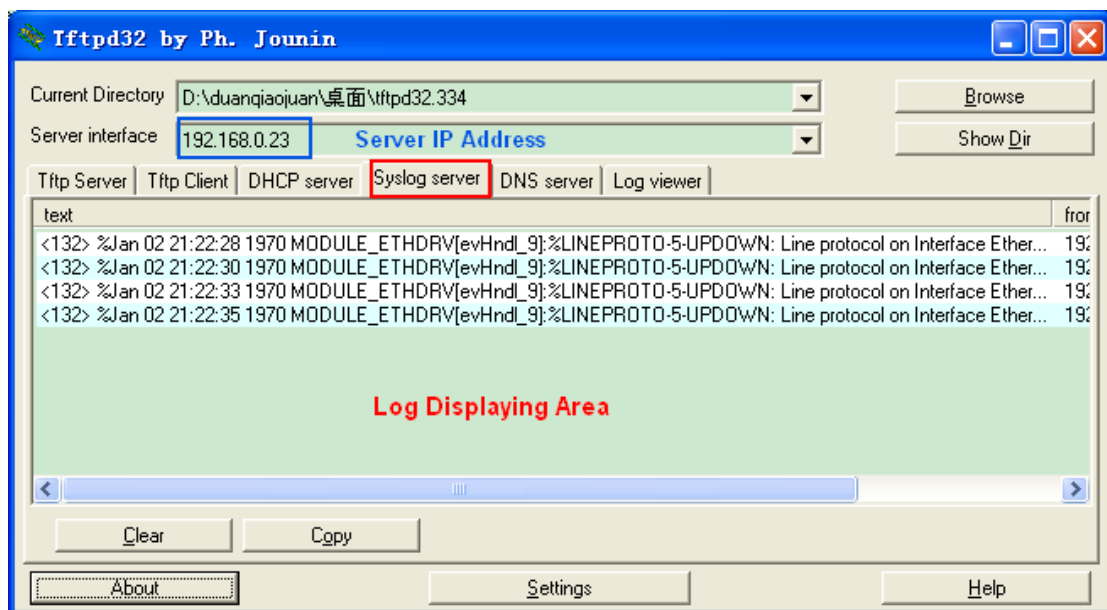 Tftpd32 by Ph. Jounin
Current Directory D:\duanqiaojuan\桌面\tftpd32.334 Browse
Server interface 192.168.0.23 Server IP Address Show Dir
Tftp Server Tftp Client DHCP server Syslog server DNS server Log viewer
text from
<132> %Jan 02 21:22:28 1970 MODULE_ETHDRV[evHndl_9]:%LINEPROTO-5-UPDOWN: Line protocol on Interface Ether... 192
<132> %Jan 02 21:22:30 1970 MODULE_ETHDRV[evHndl_9]:%LINEPROTO-5-UPDOWN: Line protocol on Interface Ether... 192
<132> %Jan 02 21:22:33 1970 MODULE_ETHDRV[evHndl_9]:%LINEPROTO-5-UPDOWN: Line protocol on Interface Ether... 192
<132> %Jan 02 21:22:35 1970 MODULE_ETHDRV[evHndl_9]:%LINEPROTO-5-UPDOWN: Line protocol on Interface Ether... 192
Log Displaying Area
Clear Copy
About Settings Help